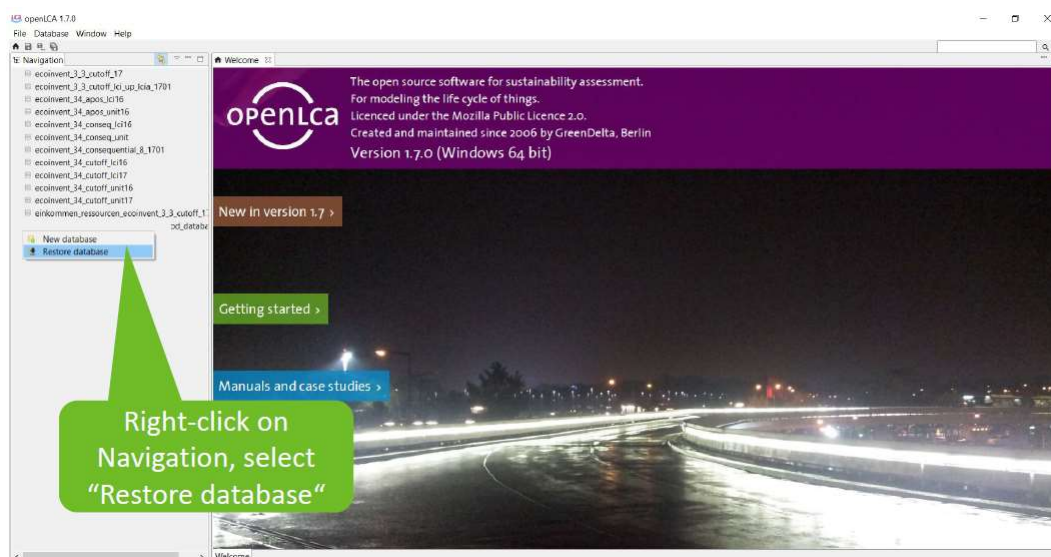 openLCA 1.7.0
File Database Window Help
Navigation
Welcome
ecoinvent_3_3_cutoff_17
ecoinvent_3_3_cutoff_lci_up_lcia_1701
ecoinvent_34_apos_lci16
ecoinvent_34_apos_unit16
ecoinvent_34_conseq_lci16
ecoinvent_34_conseq_unit
ecoinvent_34_consequential_8_1701
ecoinvent_34_cutoff_lci16
ecoinvent_34_cutoff_lci17
ecoinvent_34_cutoff_unit16
ecoinvent_34_cutoff_unit17
einkommen_ressourcen_ecoinvent_3_3_cutoff_1
New database
Restore database
openLca
The open source software for sustainability assessment.
For modeling the life cycle of things.
Licenced under the Mozilla Public Licence 2.0.
Created and maintained since 2006 by GreenDelta, Berlin
Version 1.7.0 (Windows 64 bit)
New in version 1.7 ›
Getting started ›
Manuals and case studies ›
Right-click on
Navigation, select
“Restore database“
Welcome